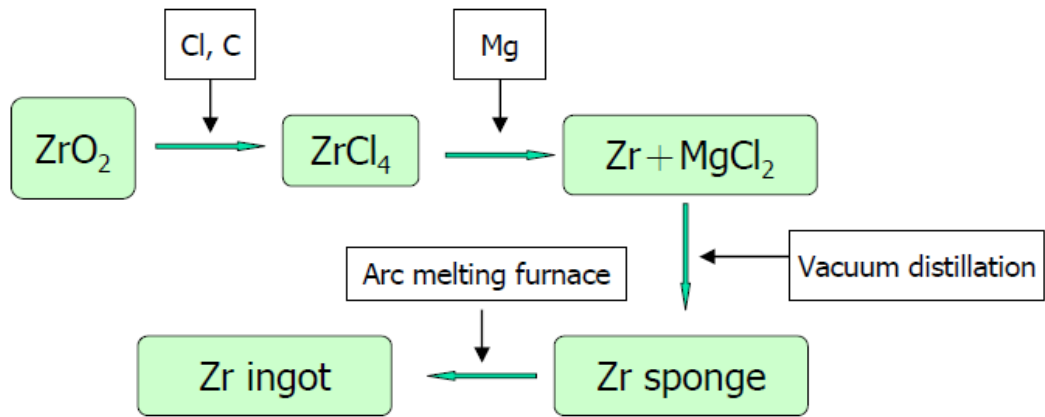 Cl, C
Mg
ZrO₂
ZrCl₄
Zr+MgCl₂
Arc melting furnace
Vacuum distillation
Zr ingot
Zr sponge